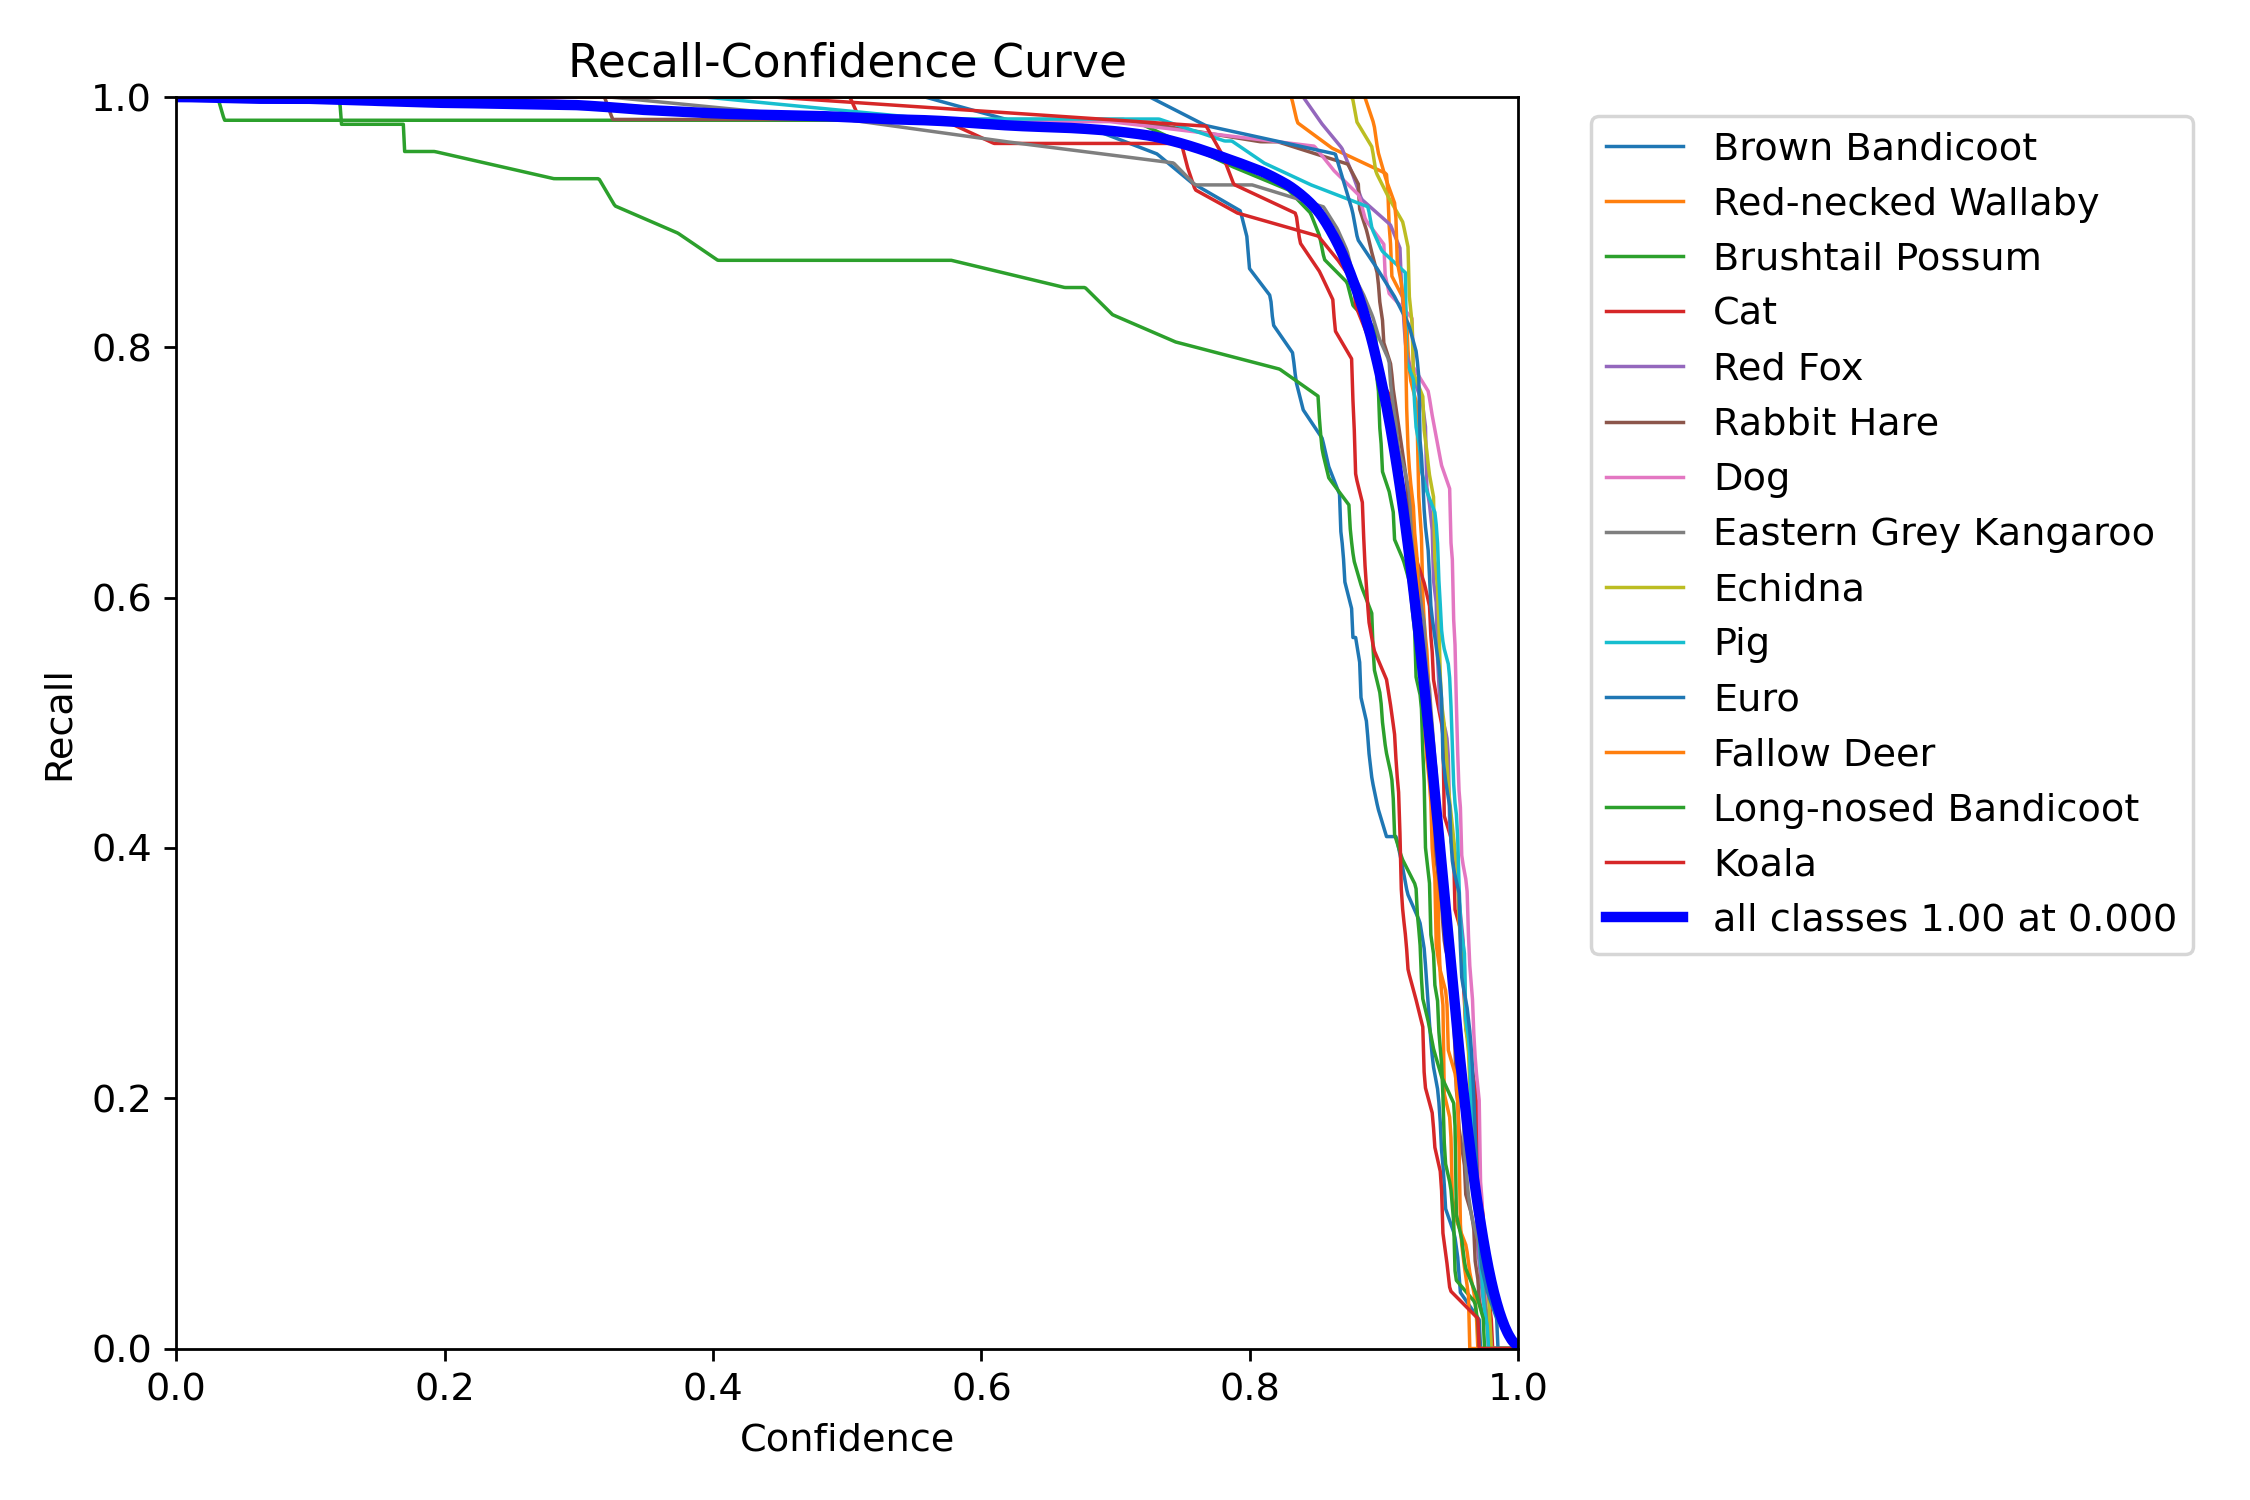 Recall-Confidence Curve
1.0
0.8
0.6
0.4
0.2
0.0
Recall
0.0 0.2 0.4 0.6 0.8 1.0
Confidence
Brown Bandicoot
Red-necked Wallaby
Brushtail Possum
Cat
Red Fox
Rabbit Hare
Dog
Eastern Grey Kangaroo
Echidna
Pig
Euro
Fallow Deer
Long-nosed Bandicoot
Koala
all classes 1.00 at 0.000